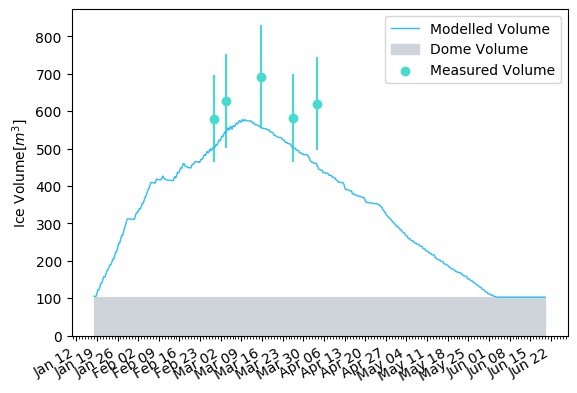 Modelled Volume
Dome Volume
Measured Volume
Ice Volume[m³]
800
700
600
500
400
300
200
100
0
Jan 12
Jan 19
Jan 26
Feb 02
Feb 09
Feb 16
Feb 23
Mar 02
Mar 09
Mar 16
Mar 23
Mar 30
Apr 06
Apr 13
Apr 20
Apr 27
May 04
May 11
May 18
May 25
Jun 01
Jun 08
Jun 15
Jun 22